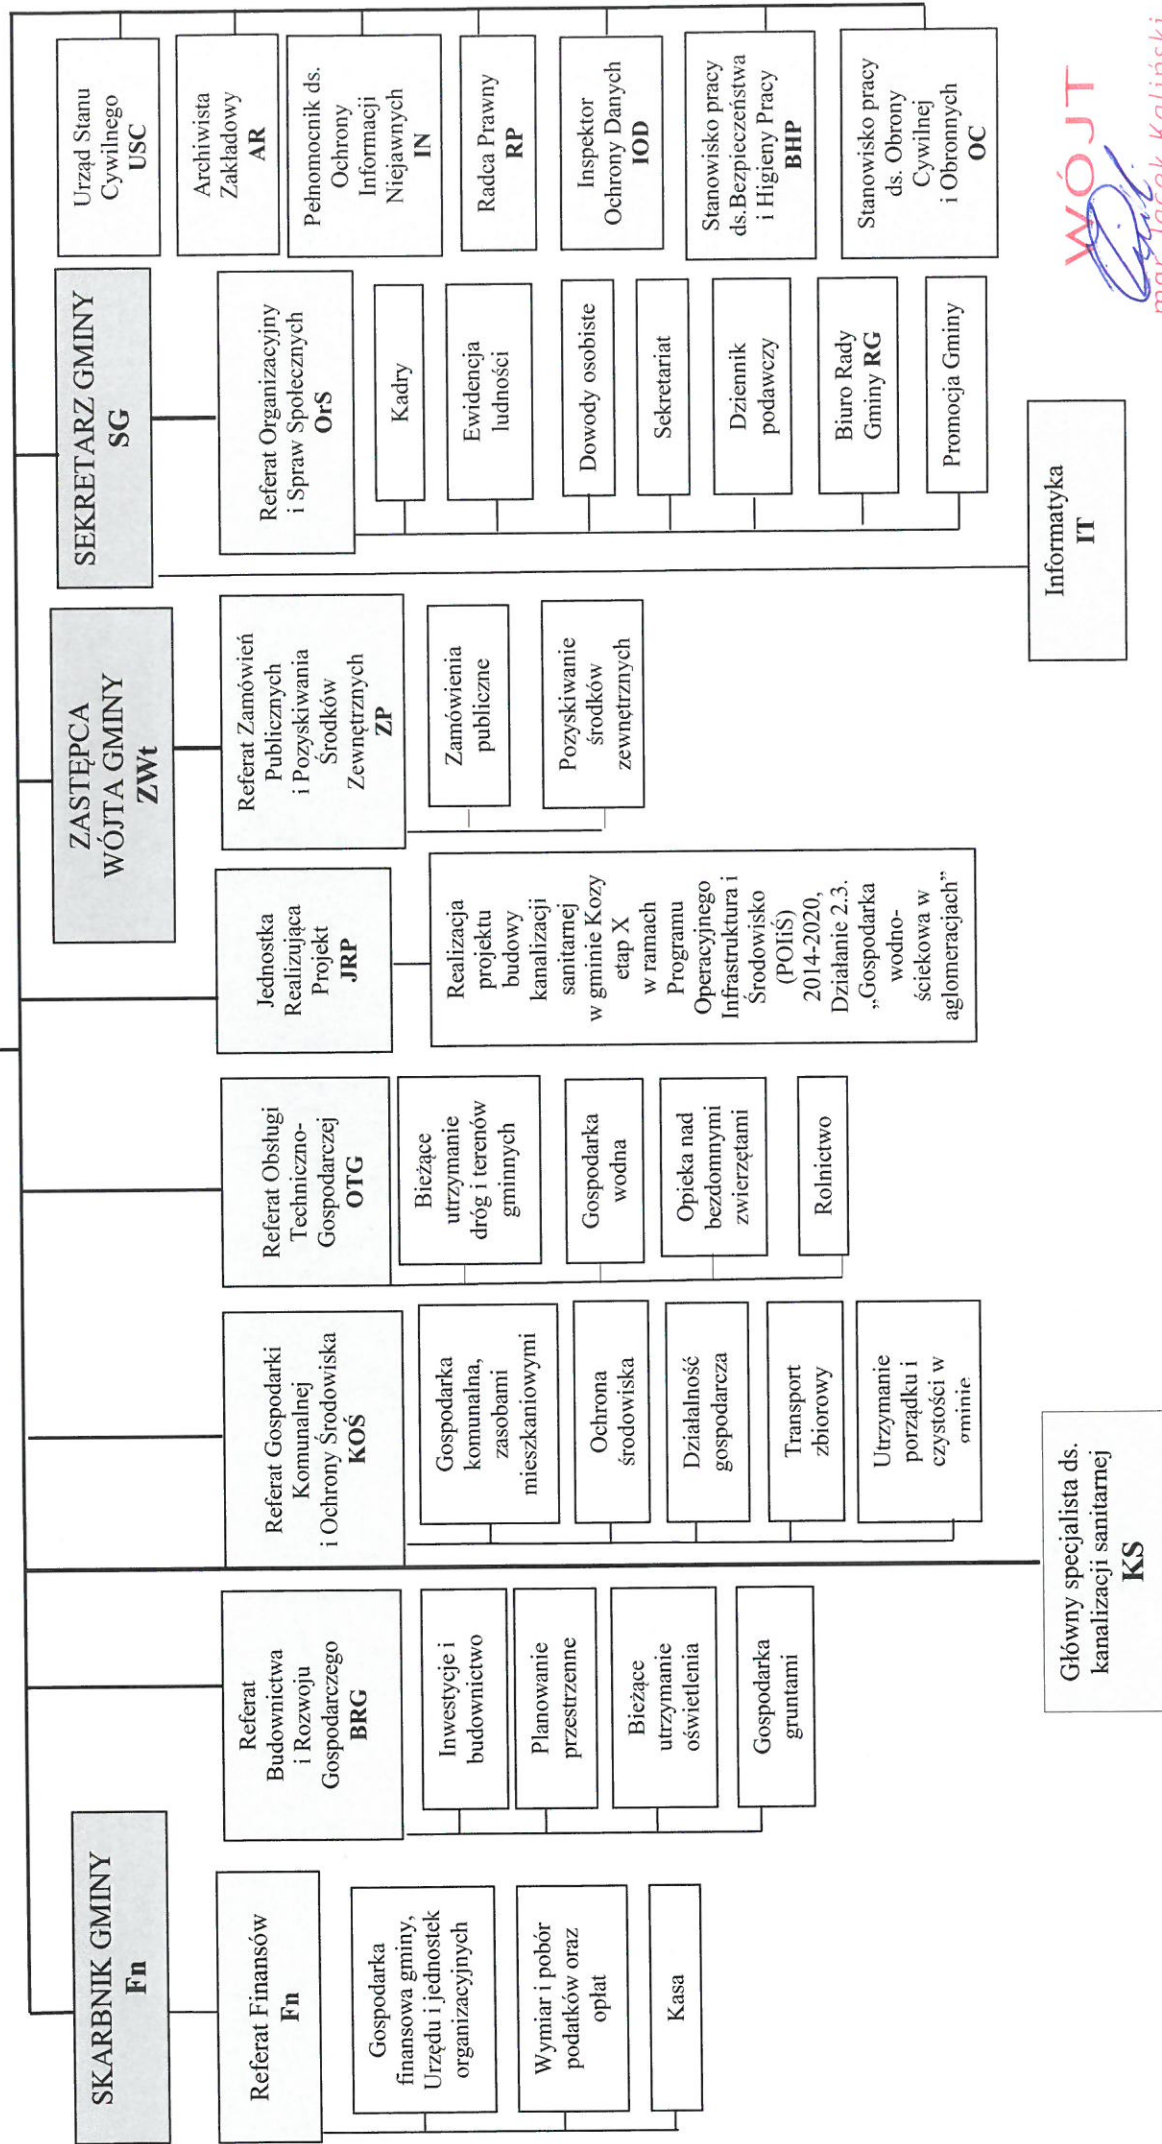 SKARBNIK GMINY
Fn
Referat Finansów
Fn
Gospodarka
finansowa gminy,
Urzędu i jednostek
organizacyjnych
Wymiar i pobór
podatków oraz
opłat
Kasa
Referat
Budownictwa
i Rozwoju
Gospodarczego
BRG
Inwestycje i
budownictwo
Planowanie
przestrzenne
Bieżące
utrzymanie
oświetlenia
Gospodarka
gruntami
Główny specjalista ds.
kanalizacji sanitarnej
KS
Referat Gospodarki
Komunalnej
i Ochrony Środowiska
KOŚ
Gospodarka
komunalna,
zasobami
mieszkaniowymi
Ochrona
środowiska
Działalność
gospodarcza
Transport
zbiorowy
Utrzymanie
porządku i
czystości w
gminie
Referat Obsługi
Techniczno-
Gospodarczej
OTG
Bieżące
utrzymanie
dróg i terenów
gminnych
Gospodarka
wodna
Opieka nad
bezdomnymi
zwierzętami
Rolnictwo
Jednostka
Realizująca
Projekt
JRP
Realizacja
projektu
budowy
kanalizacji
sanitarnej
w gminie Kozy
etap X
w ramach
Programu
Operacyjnego
Infrastruktura i
Środowisko
(POIiŚ)
2014-2020,
Działanie 2.3.
„Gospodarka
wodno-
ściekowa w
aglomeracjach”
ZASTĘPCA
WÓJTA GMINY
ZWt
Referat Zamówień
Publicznych
i Pozyskiwania
Środków
Zewnętrznych
ZP
Zamówienia
publiczne
Pozyskiwanie
środków
zewnętrznych
SEKRETARZ GMINY
SG
Referat Organizacyjny
i Spraw Społecznych
OrS
Kadry
Ewidencja
ludności
Dowody osobiste
Sekretariat
Dziennik
podawczy
Biuro Rady
Gminy RG
Promocja Gminy
Informatyka
IT
Urząd Stanu
Cywilnego
USC
Archiwista
Zakładowy
AR
Pełnomocnik ds.
Ochrony
Informacji
Niejawnych
IN
Radca Prawny
RP
Inspektor
Ochrony Danych
IOD
Stanowisko pracy
ds.Bezpieczeństwa
i Higieny Pracy
BHP
Stanowisko pracy
ds. Obrony
Cywilnej
i Obronnych
OC
WÓJT
mgr Jacek Kaliński